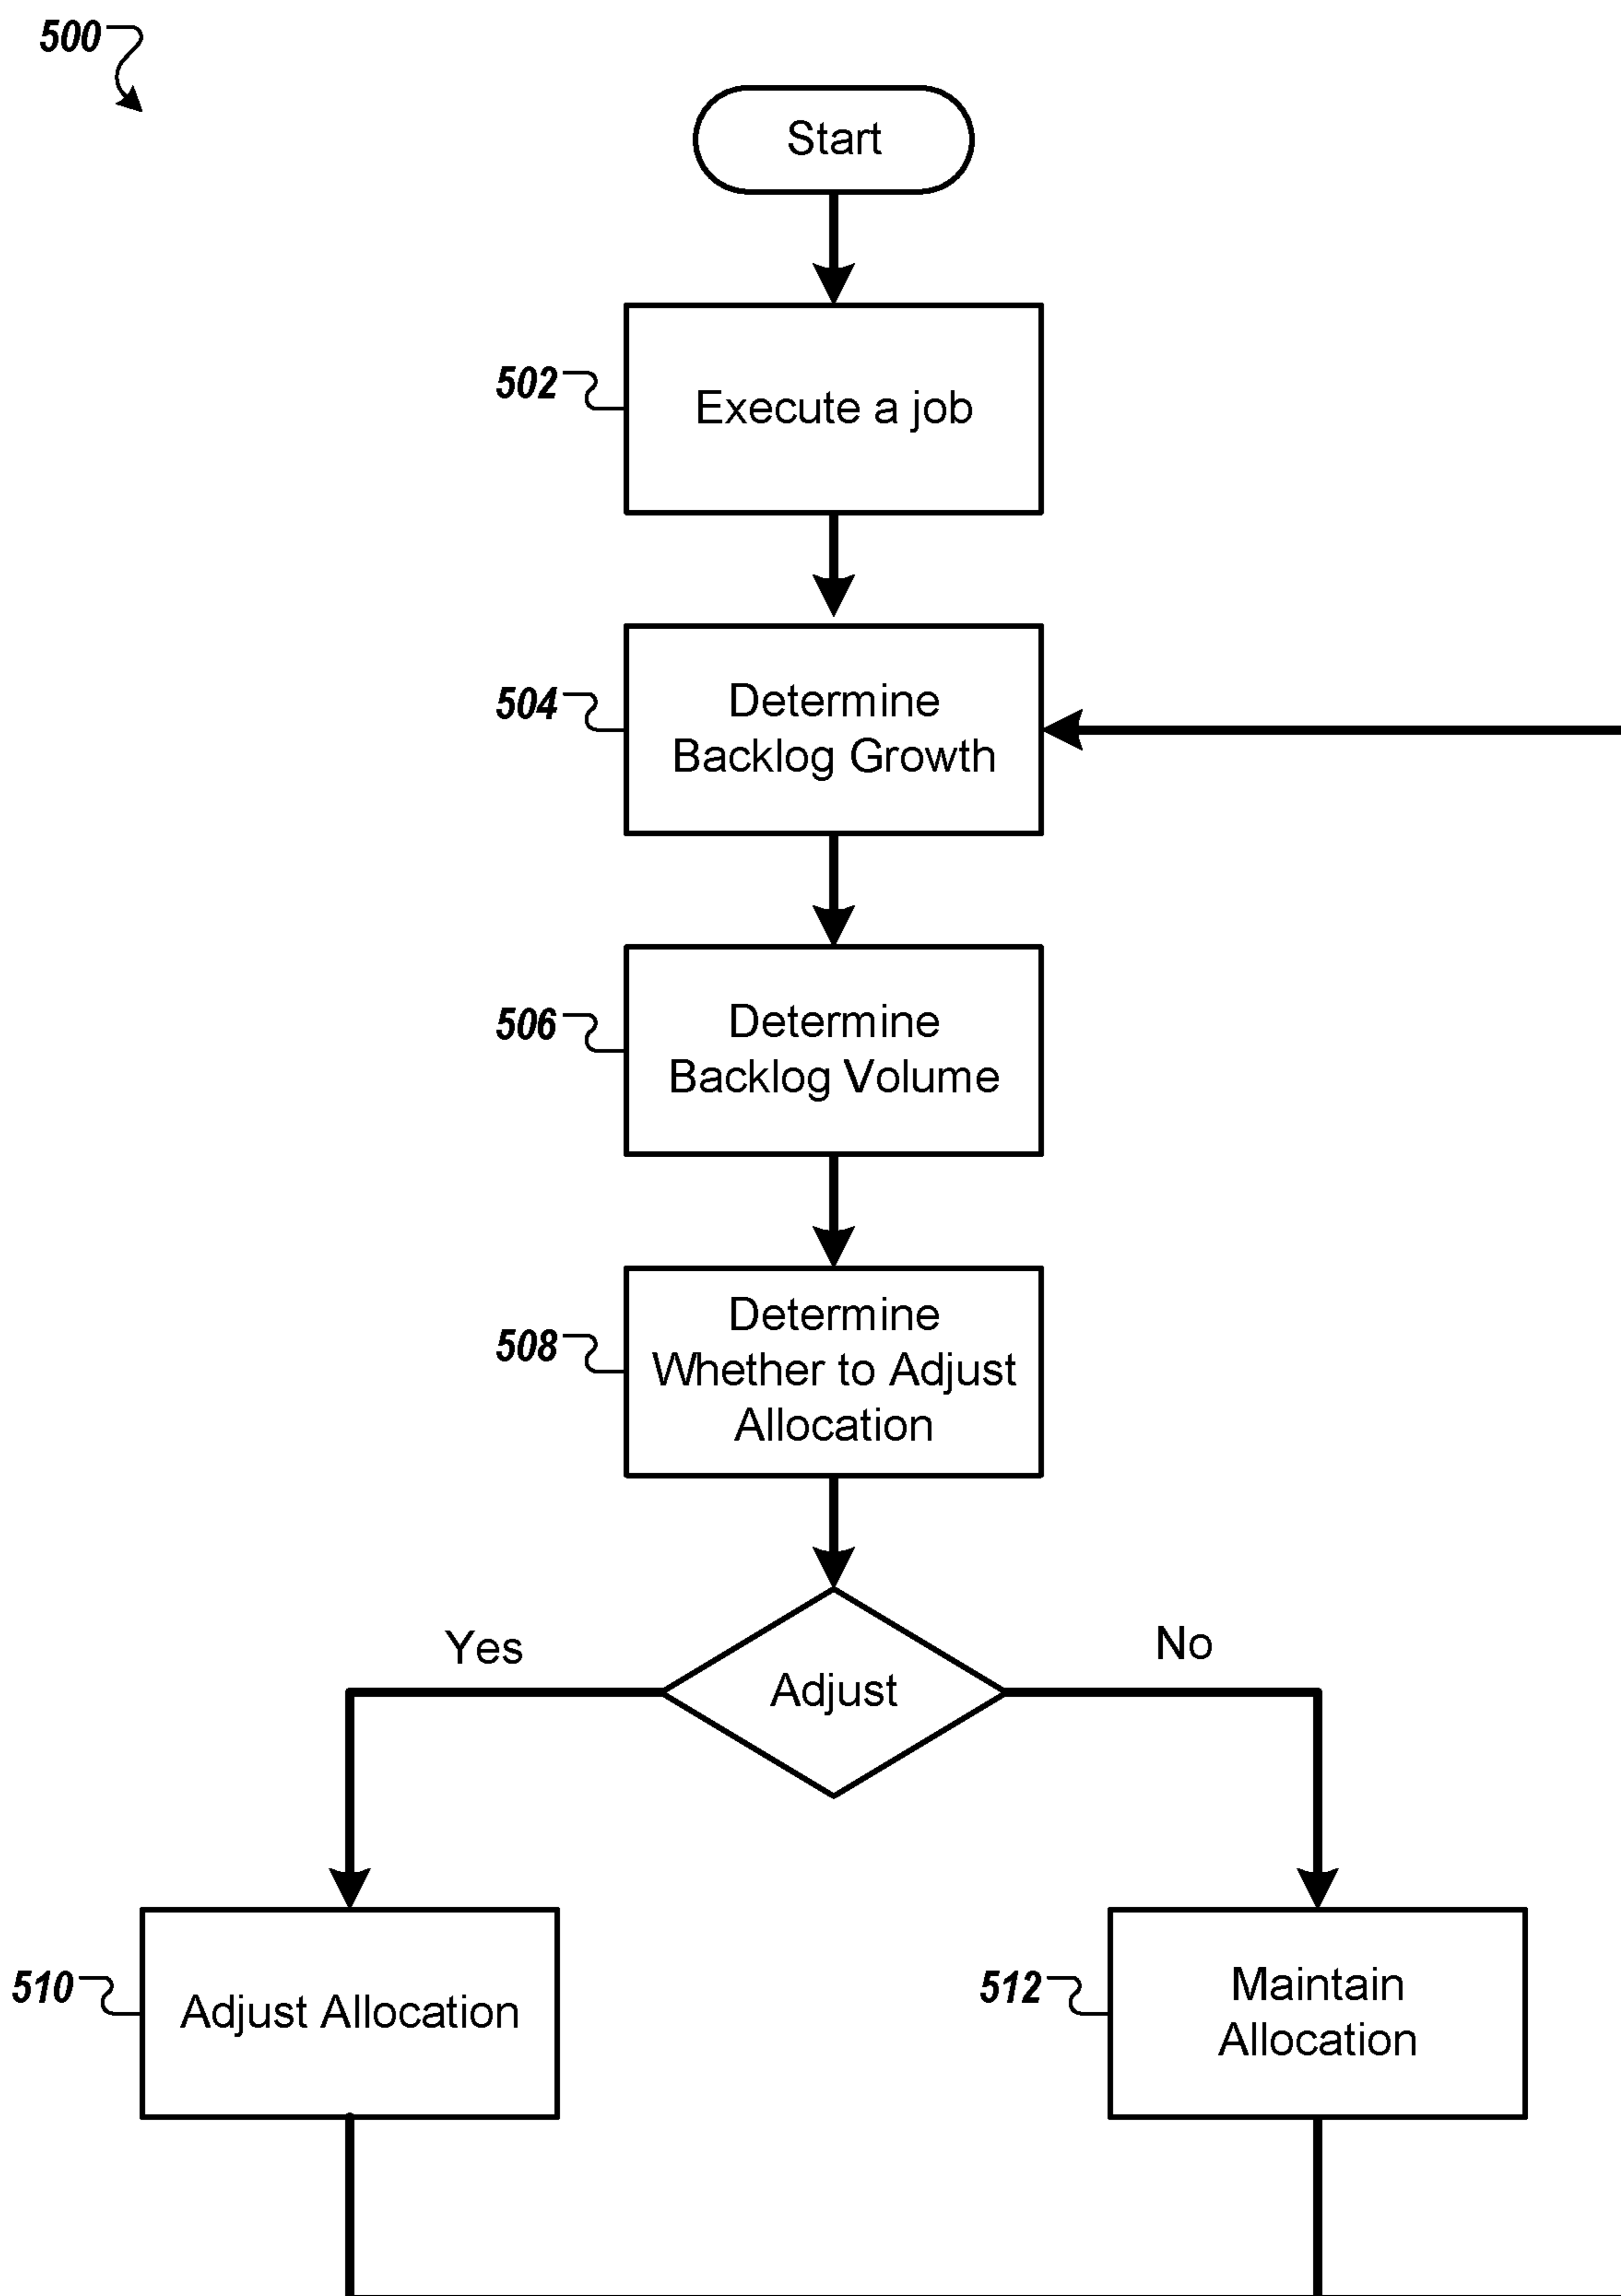 500
Start
502
Execute a job
504
Determine
Backlog Growth
506
Determine
Backlog Volume
508
Determine
Whether to Adjust
Allocation
Yes
No
Adjust
510
Adjust Allocation
512
Maintain
Allocation